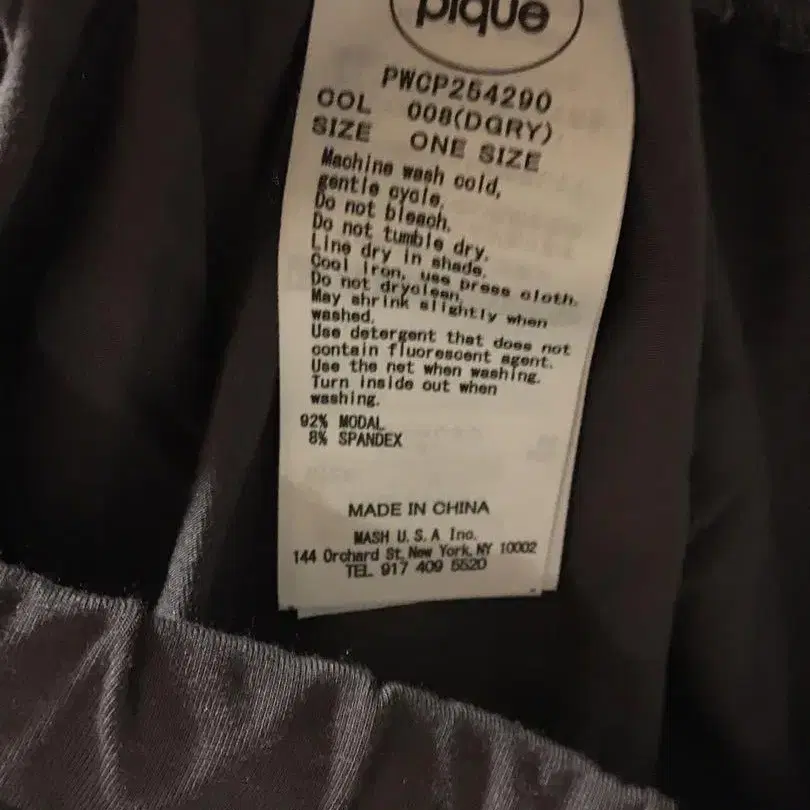 pique
PWCP254290
COL 008(DGRY)
SIZE ONE SIZE
Machine wash cold,
gentle cycle.
Do not bleach.
Do not tumble dry.
Line dry in shade.
Cool iron, use press cloth.
Do not dryclean.
May shrink slightly when
washed.
Use detergent that does not
contain fluorescent agent.
Use the net when washing.
Turn inside out when
washing.
92% MODAL
8% SPANDEX
MADE IN CHINA
MASH U.S.A Inc.
144 Orchard St, New York, NY 10002
TEL 917 409 5520